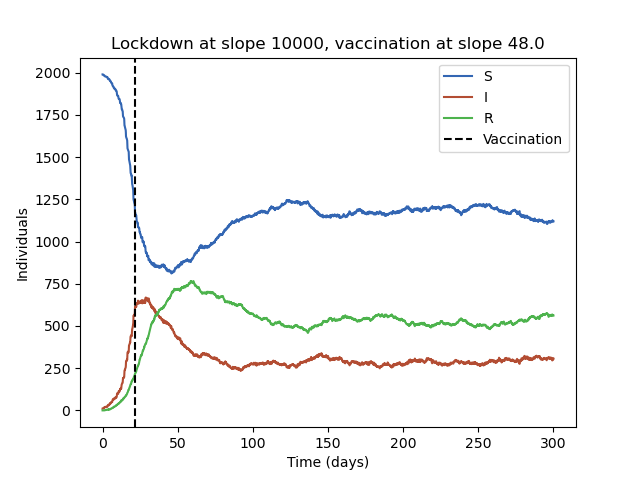 Lockdown at slope 10000, vaccination at slope 48.0
2000
1750
1500
1250
1000
750
500
250
0
Individuals
S
I
R
Vaccination
0
50
100
150
200
250
300
Time (days)